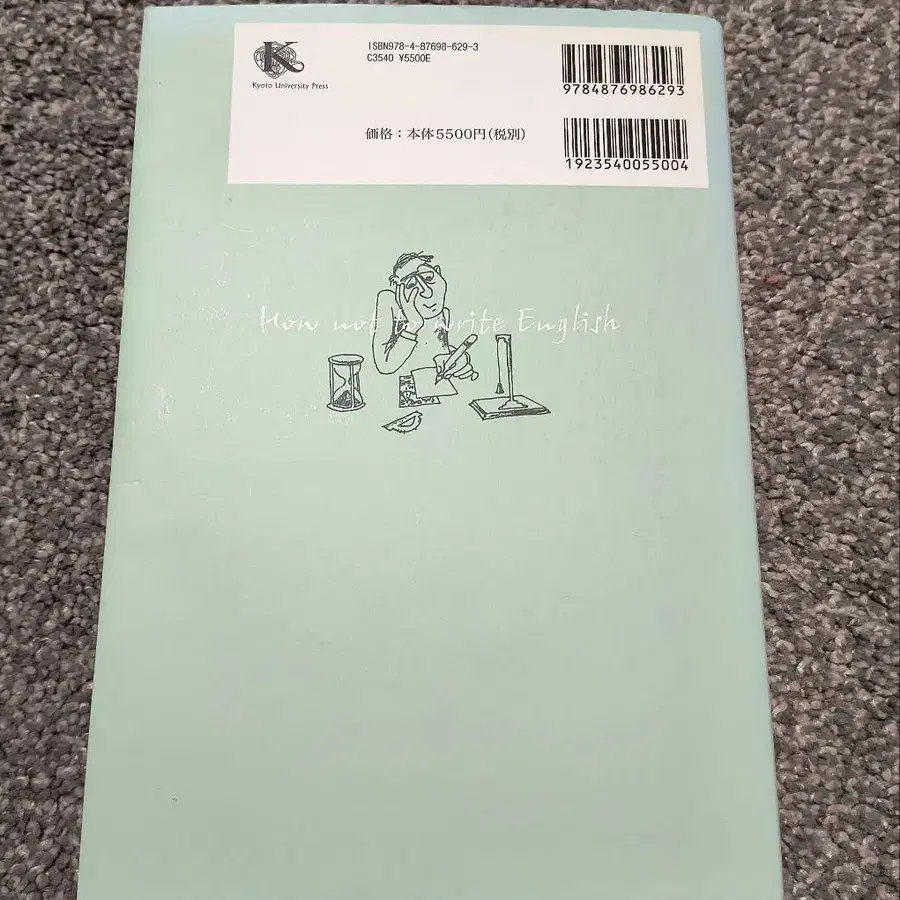 ISBN978-4-87698-629-3
C3540 ¥5500E
K
Kyoto University Press
9784876986293
価格：本体5500円（税別）
1923540055004
How not to write English